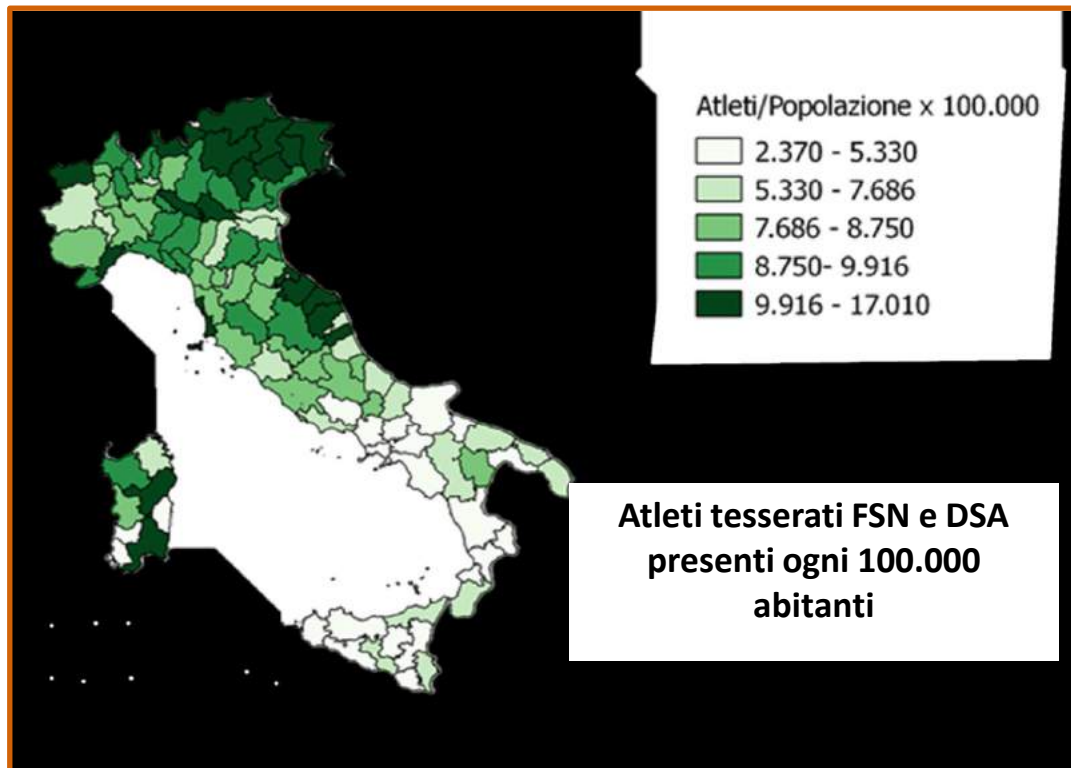 Atleti/Popolazione x 100.000
2.370 - 5.330
5.330 - 7.686
7.686 - 8.750
8.750- 9.916
9.916 - 17.010
Atleti tesserati FSN e DSA
presenti ogni 100.000
abitanti